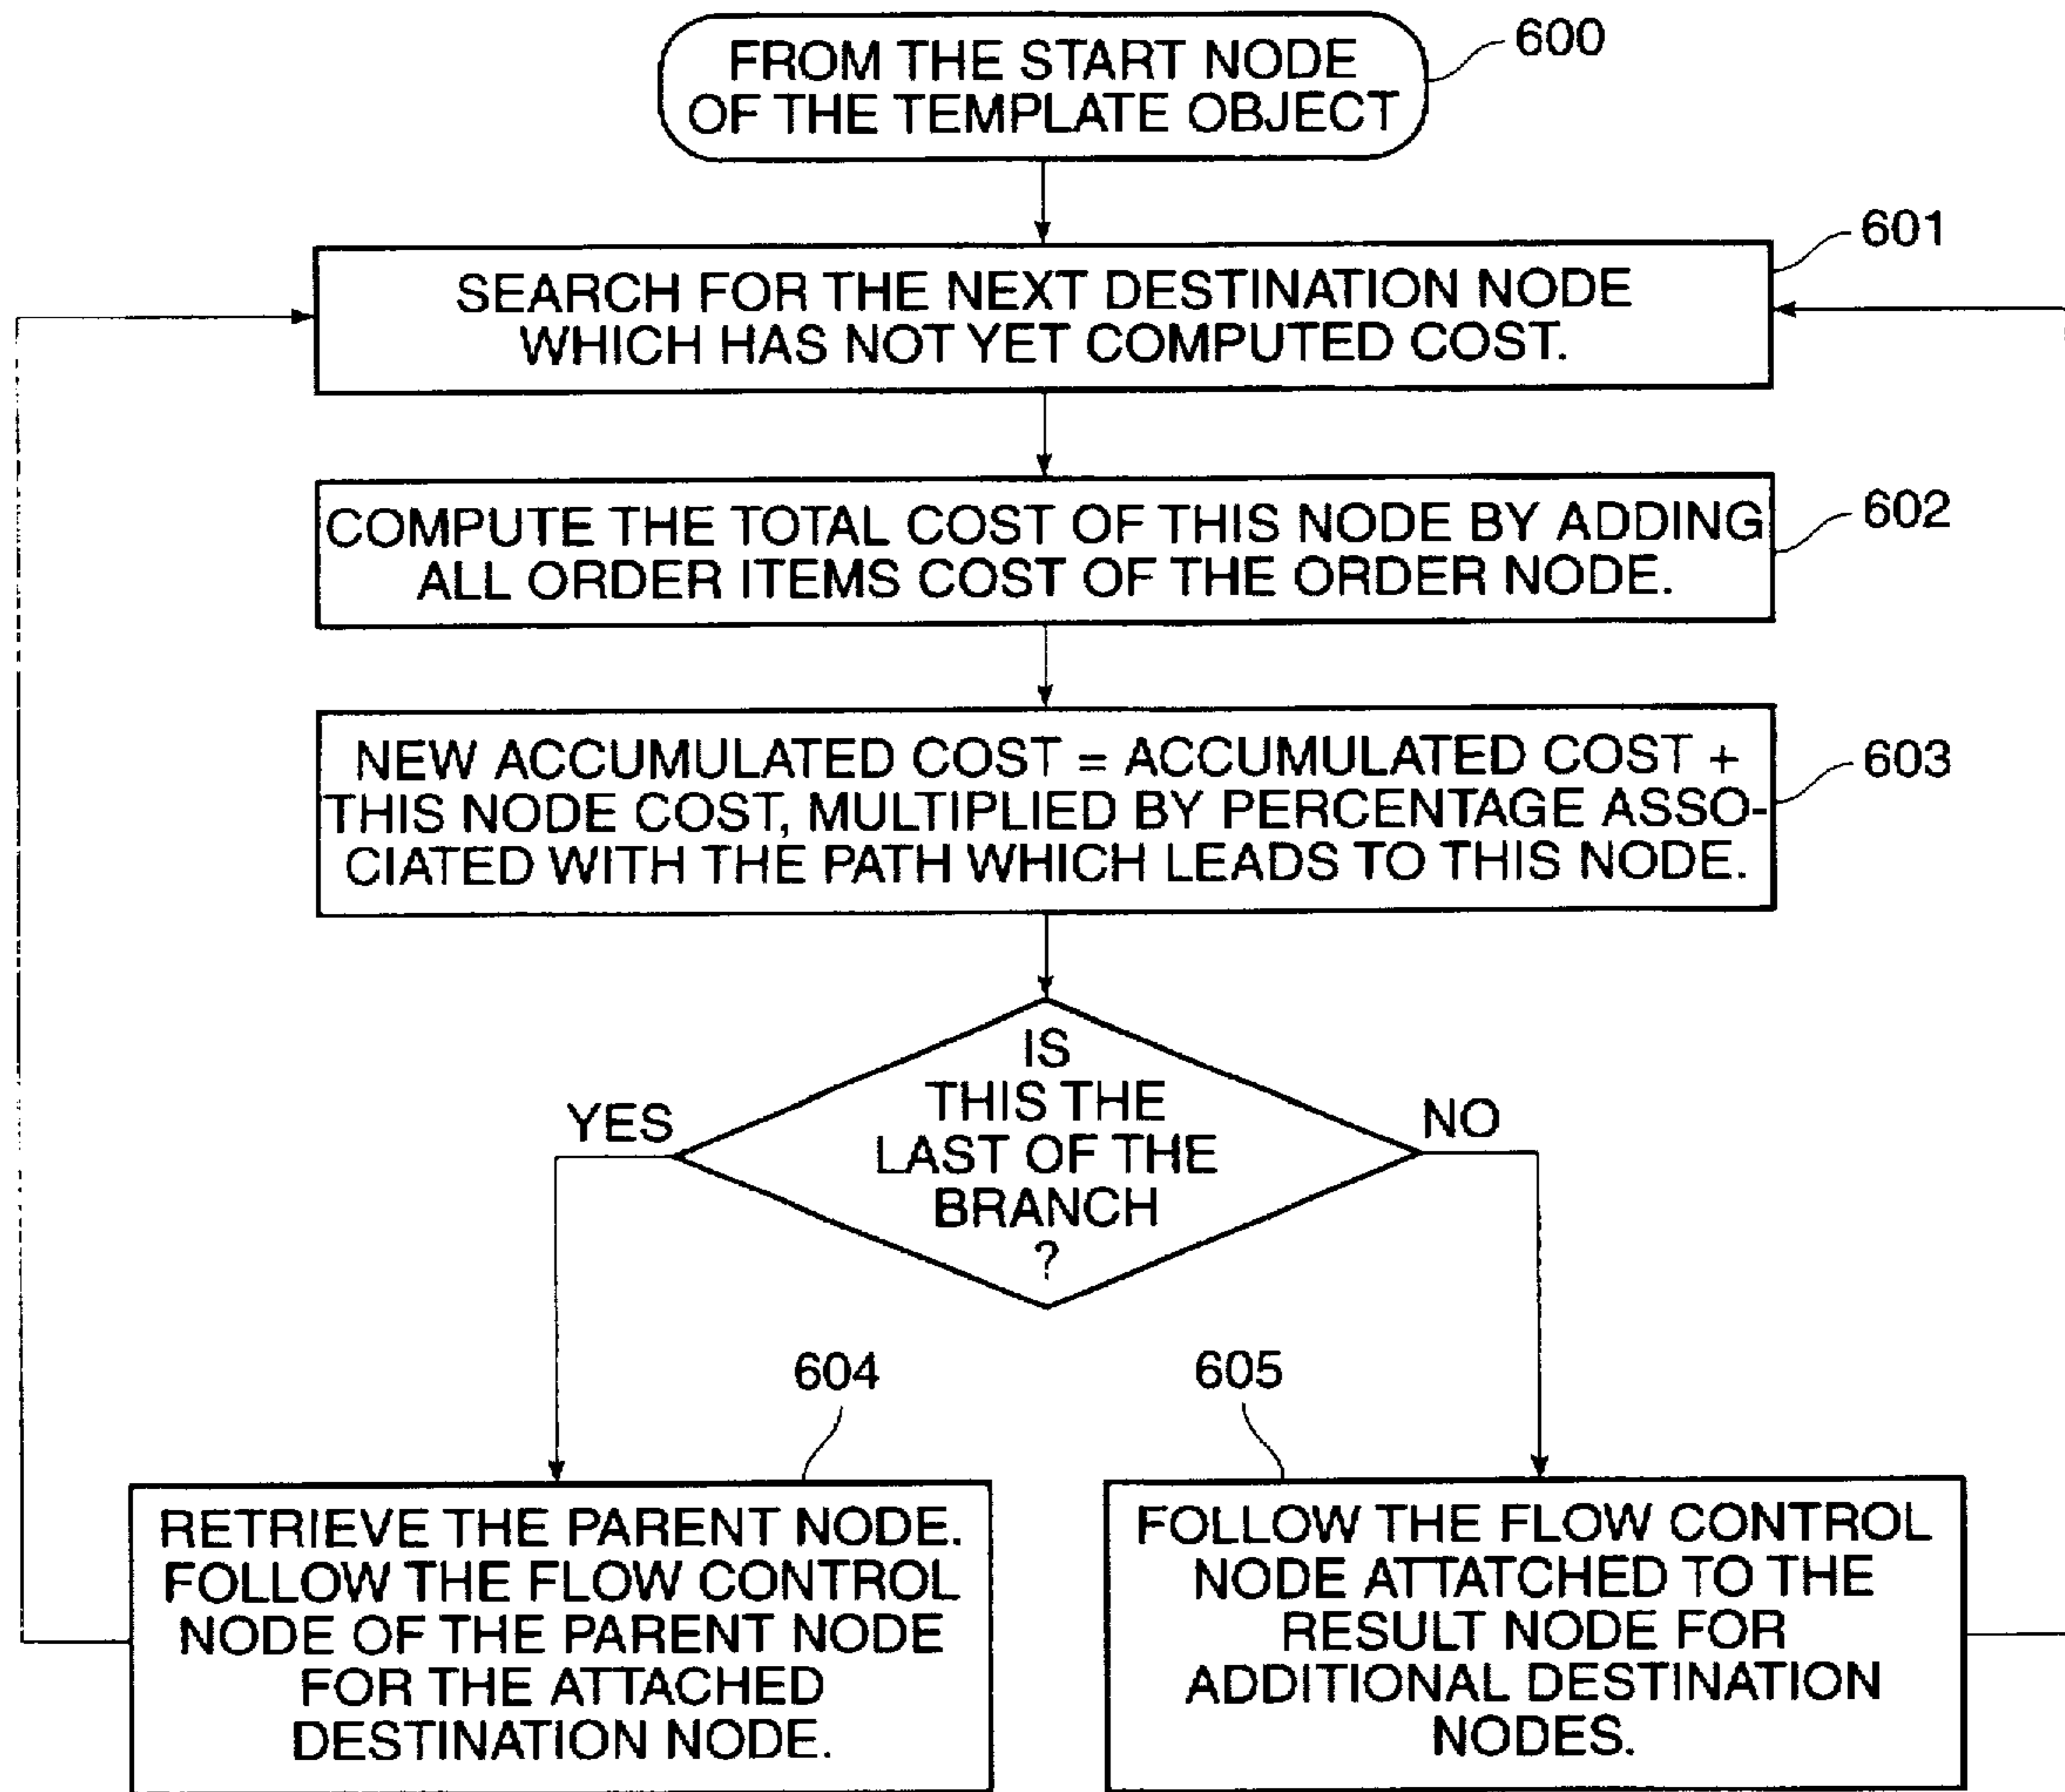 FROM THE START NODE
OF THE TEMPLATE OBJECT
600
601
SEARCH FOR THE NEXT DESTINATION NODE
WHICH HAS NOT YET COMPUTED COST.
602
COMPUTE THE TOTAL COST OF THIS NODE BY ADDING
ALL ORDER ITEMS COST OF THE ORDER NODE.
603
NEW ACCUMULATED COST = ACCUMULATED COST +
THIS NODE COST, MULTIPLIED BY PERCENTAGE ASSO-
CIATED WITH THE PATH WHICH LEADS TO THIS NODE.
IS
THIS THE
LAST OF THE
BRANCH
?
YES
NO
604
RETRIEVE THE PARENT NODE.
FOLLOW THE FLOW CONTROL
NODE OF THE PARENT NODE
FOR THE ATTACHED
DESTINATION NODE.
605
FOLLOW THE FLOW CONTROL
NODE ATTATCHED TO THE
RESULT NODE FOR
ADDITIONAL DESTINATION
NODES.